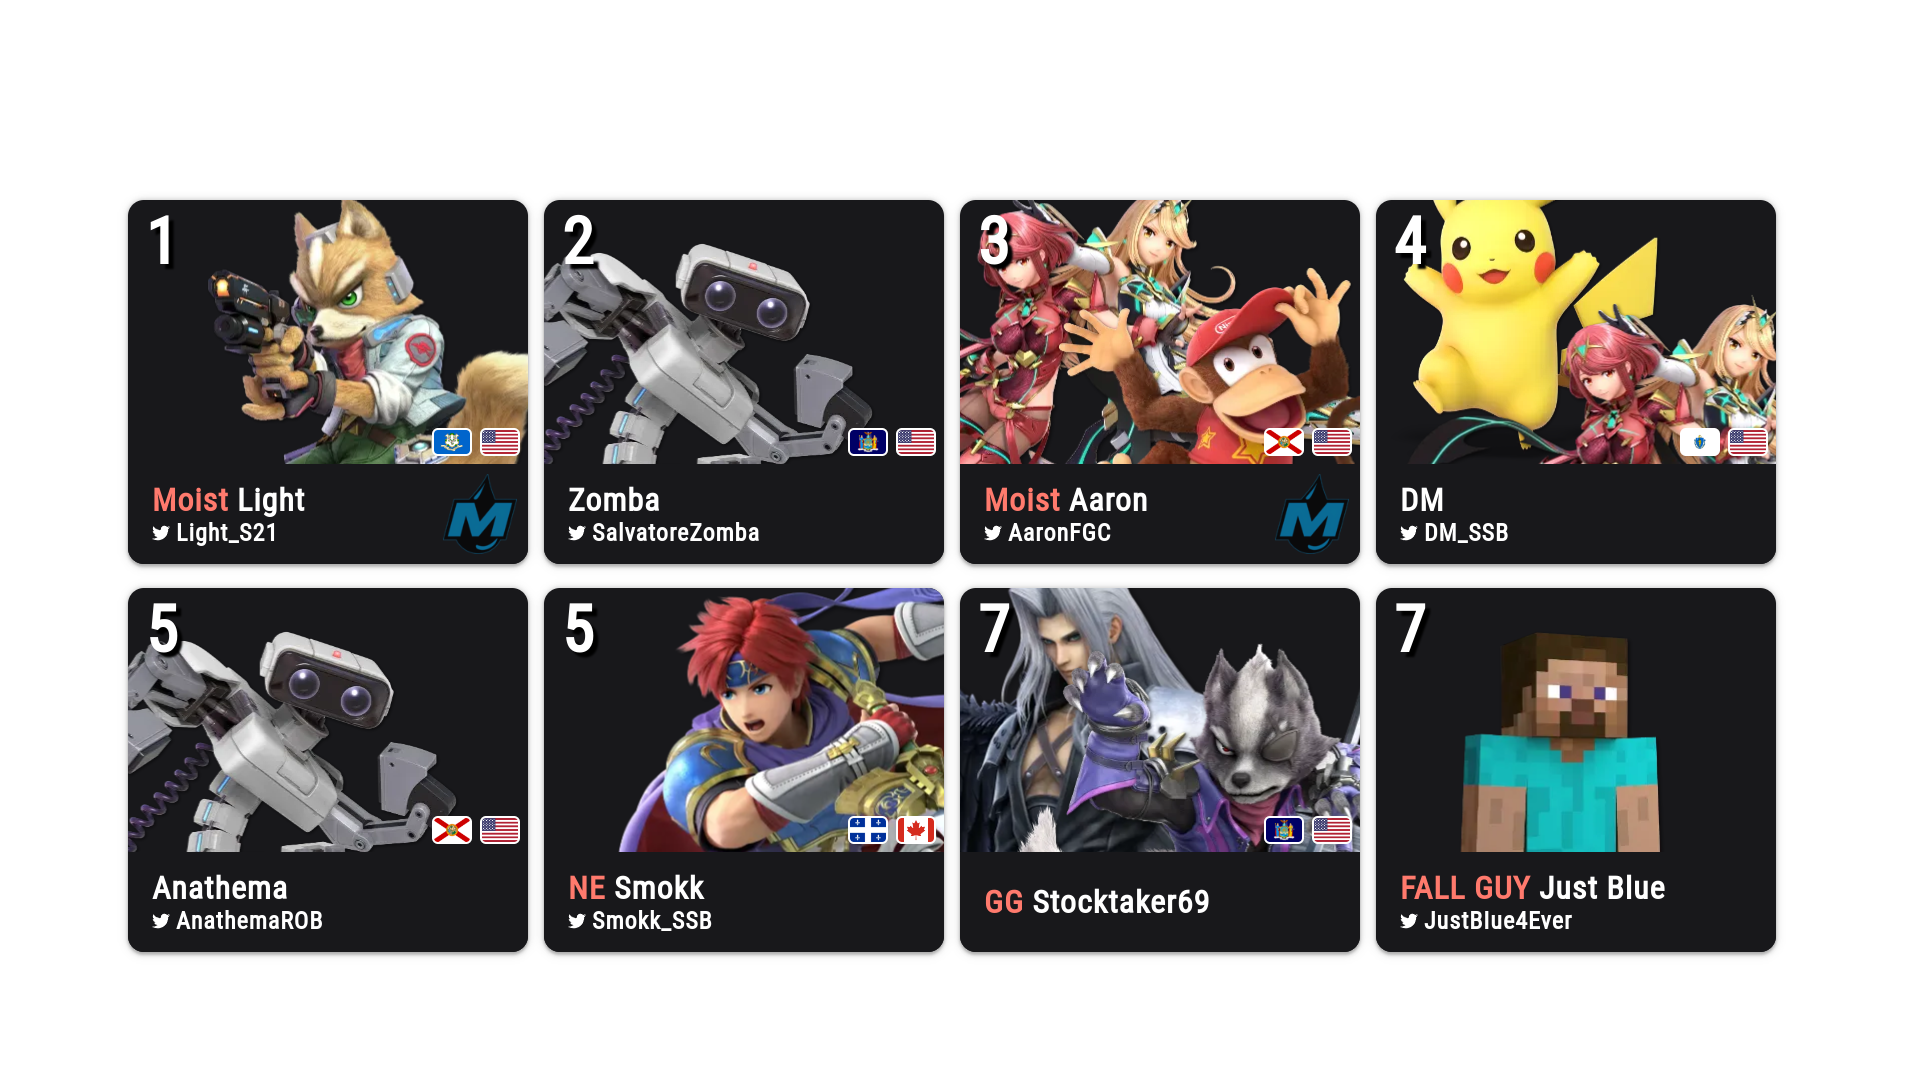 1
Moist Light
Light_S21
M
2
Zomba
SalvatoreZomba
3
Moist Aaron
AaronFGC
M
4
DM
DM_SSB
5
Anathema
AnathemaROB
5
NE Smokk
Smokk_SSB
7
GG Stocktaker69
7
FALL GUY Just Blue
JustBlue4Ever